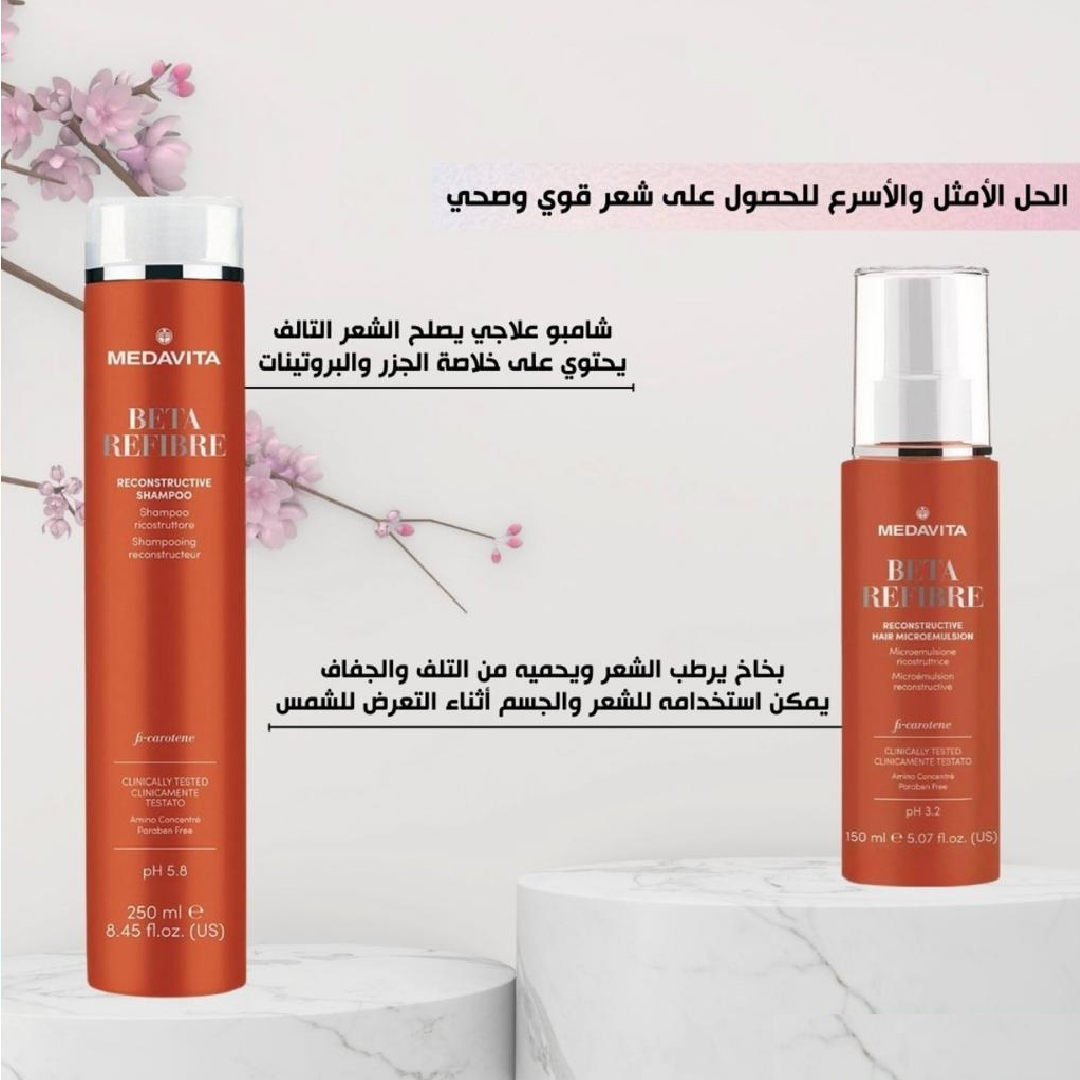 الحل الأمثل والأسرع للحصول على شعر قوي وصحي
شامبو علاجي يصلح الشعر التالف
يحتوي على خلاصة الجزر والبروتينات
MEDAVITA
BETA
REFIBRE
RECONSTRUCTIVE
SHAMPOO
Shampoo
ricostruttore
Shampooing
reconstructeur
β-carotene
CLINICALLY TESTED
CLINICAMENTE
TESTATO
Amino Concentré
Paraben Free
pH 5.8
250 ml ℮
8.45 fl.oz. (US)
بخاخ يرطب الشعر ويحميه من التلف والجفاف
يمكن استخدامه للشعر والجسم أثناء التعرض للشمس
MEDAVITA
BETA
REFIBRE
RECONSTRUCTIVE
HAIR MICROEMULSION
Microemulsione
ricostruttrice
Microémulsion
reconstructive
β-carotene
CLINICALLY TESTED
CLINICAMENTE TESTATO
Amino Concentré
Paraben Free
pH 3.2
150 ml ℮ 5.07 fl.oz. (US)